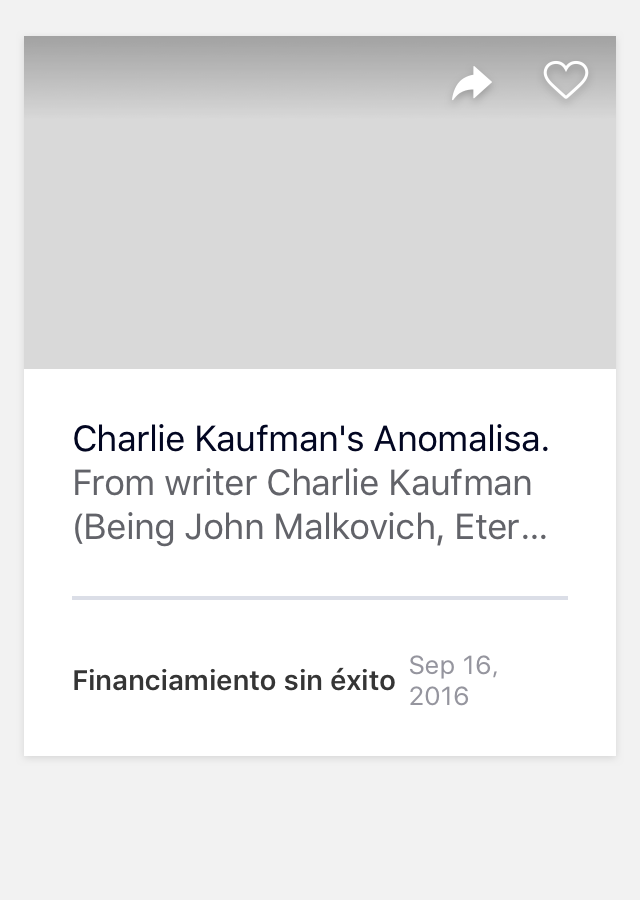 Charlie Kaufman's Anomalisa.
From writer Charlie Kaufman
(Being John Malkovich, Eter...
Financiamiento sin éxito
Sep 16,
2016